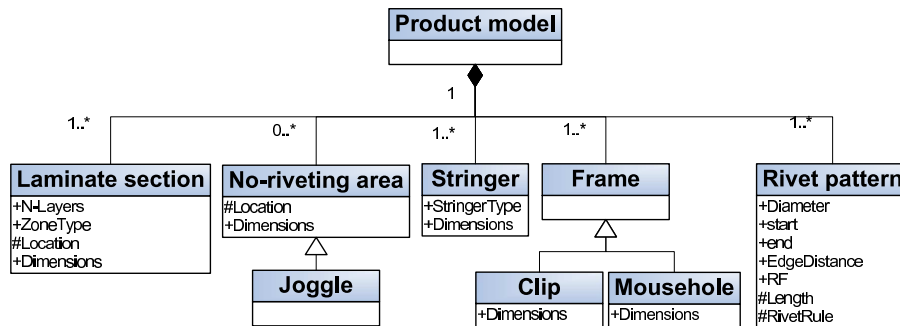 Product model
1
1..*
0..*
1..*
1..*
1..*
Laminate section
+N-Layers
+ZoneType
#Location
+Dimensions
No-riveting area
#Location
+Dimensions
Stringer
+StringerType
+Dimensions
Frame
Rivet pattern
+Diameter
+start
+end
+EdgeDistance
+RF
#Length
#RivetRule
Joggle
Clip
+Dimensions
Mousehole
+Dimensions